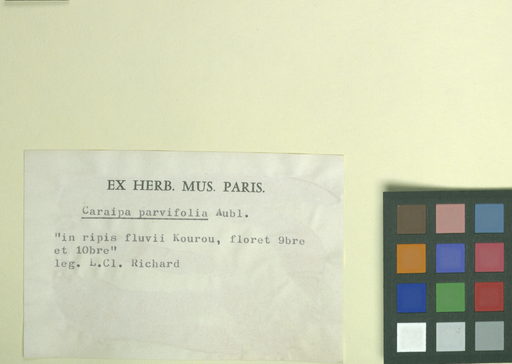 EX HERB. MUS. PARIS.
Caraipa parvifolia Aubl.
"in ripis fluvii Kourou, floret 9bre
et 10bre"
leg. L.Cl. Richard